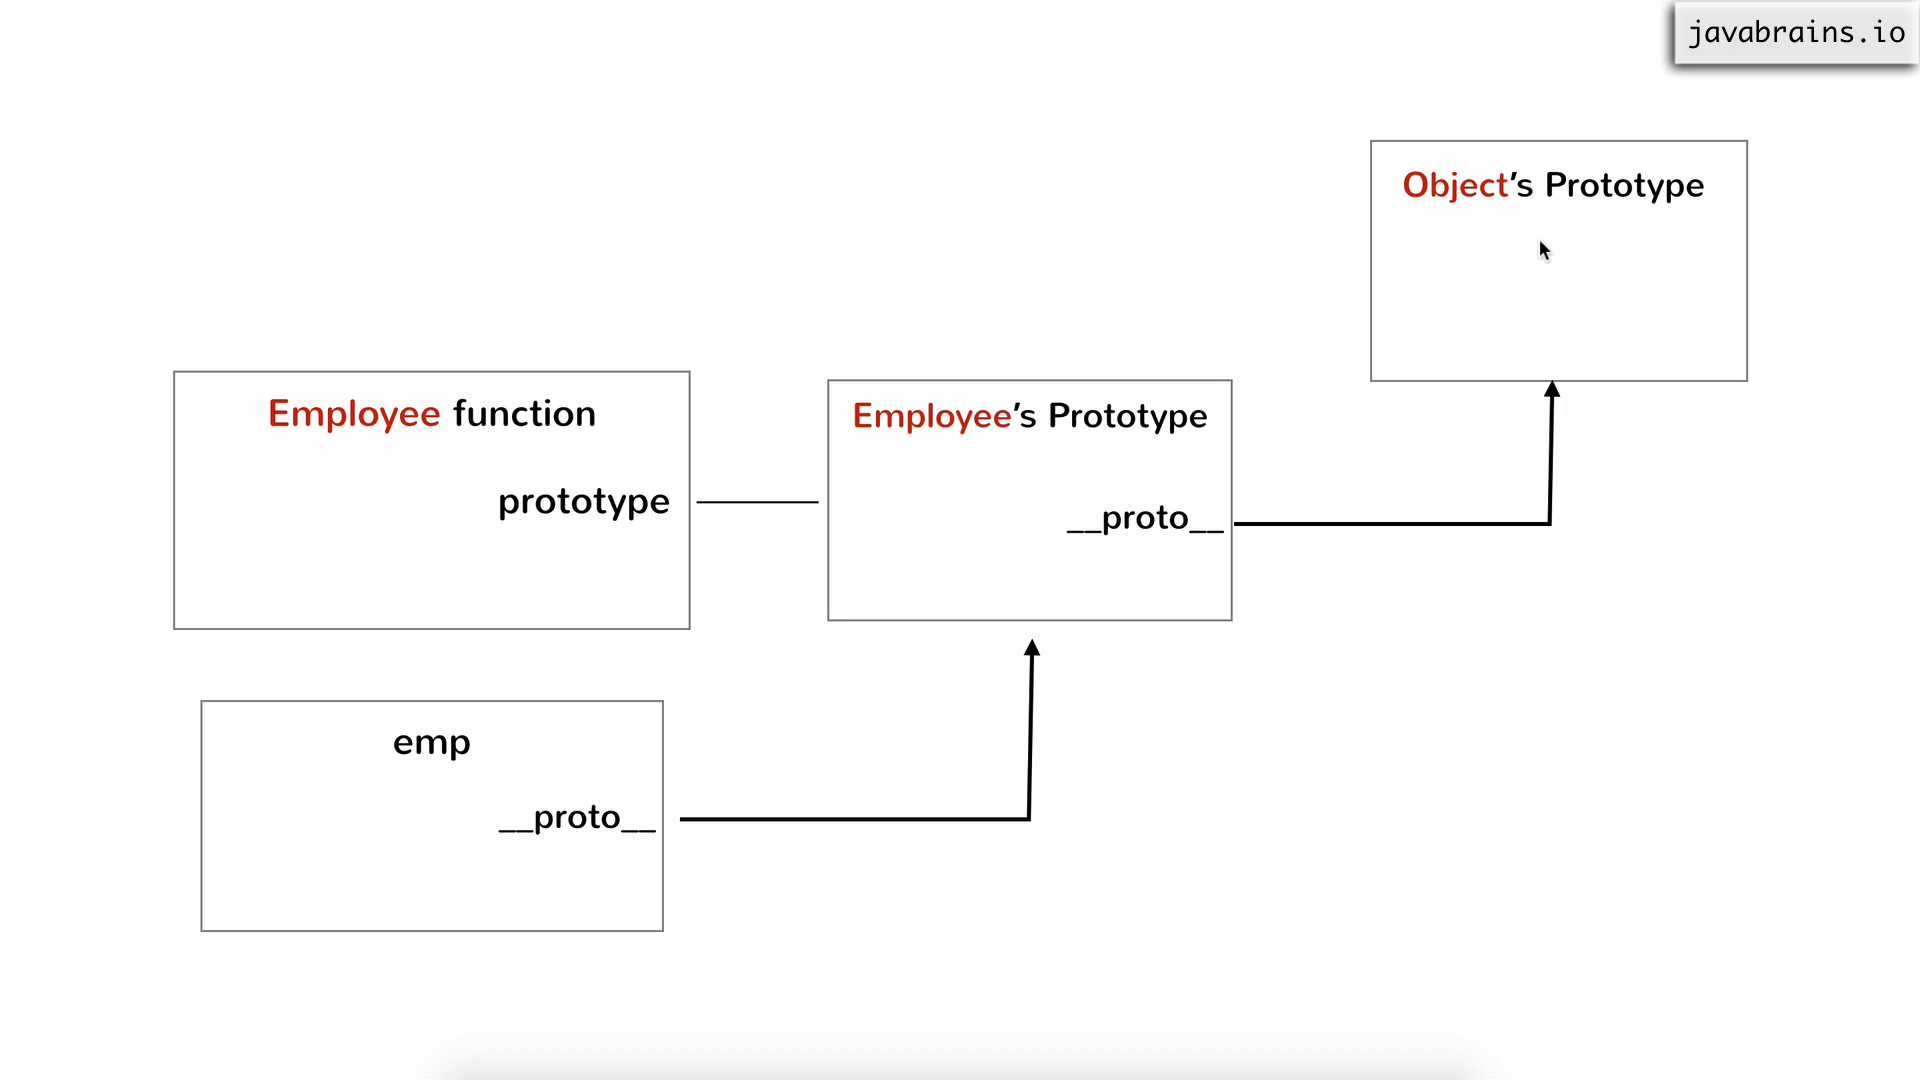 javabrains.io
Object’s Prototype
Employee function
prototype
Employee’s Prototype
__proto__
emp
__proto__